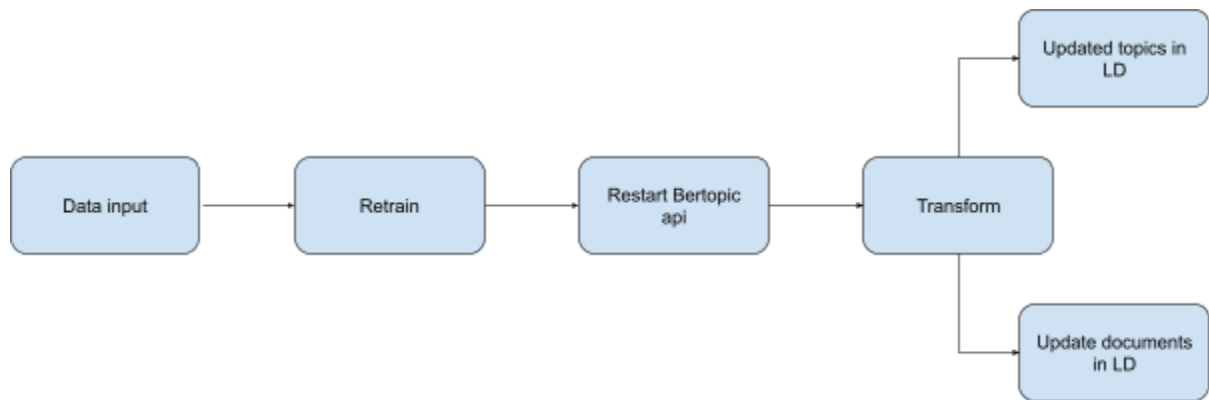 Updated topics in
LD
Data input
Retrain
Restart Bertopic
api
Transform
Update documents
in LD